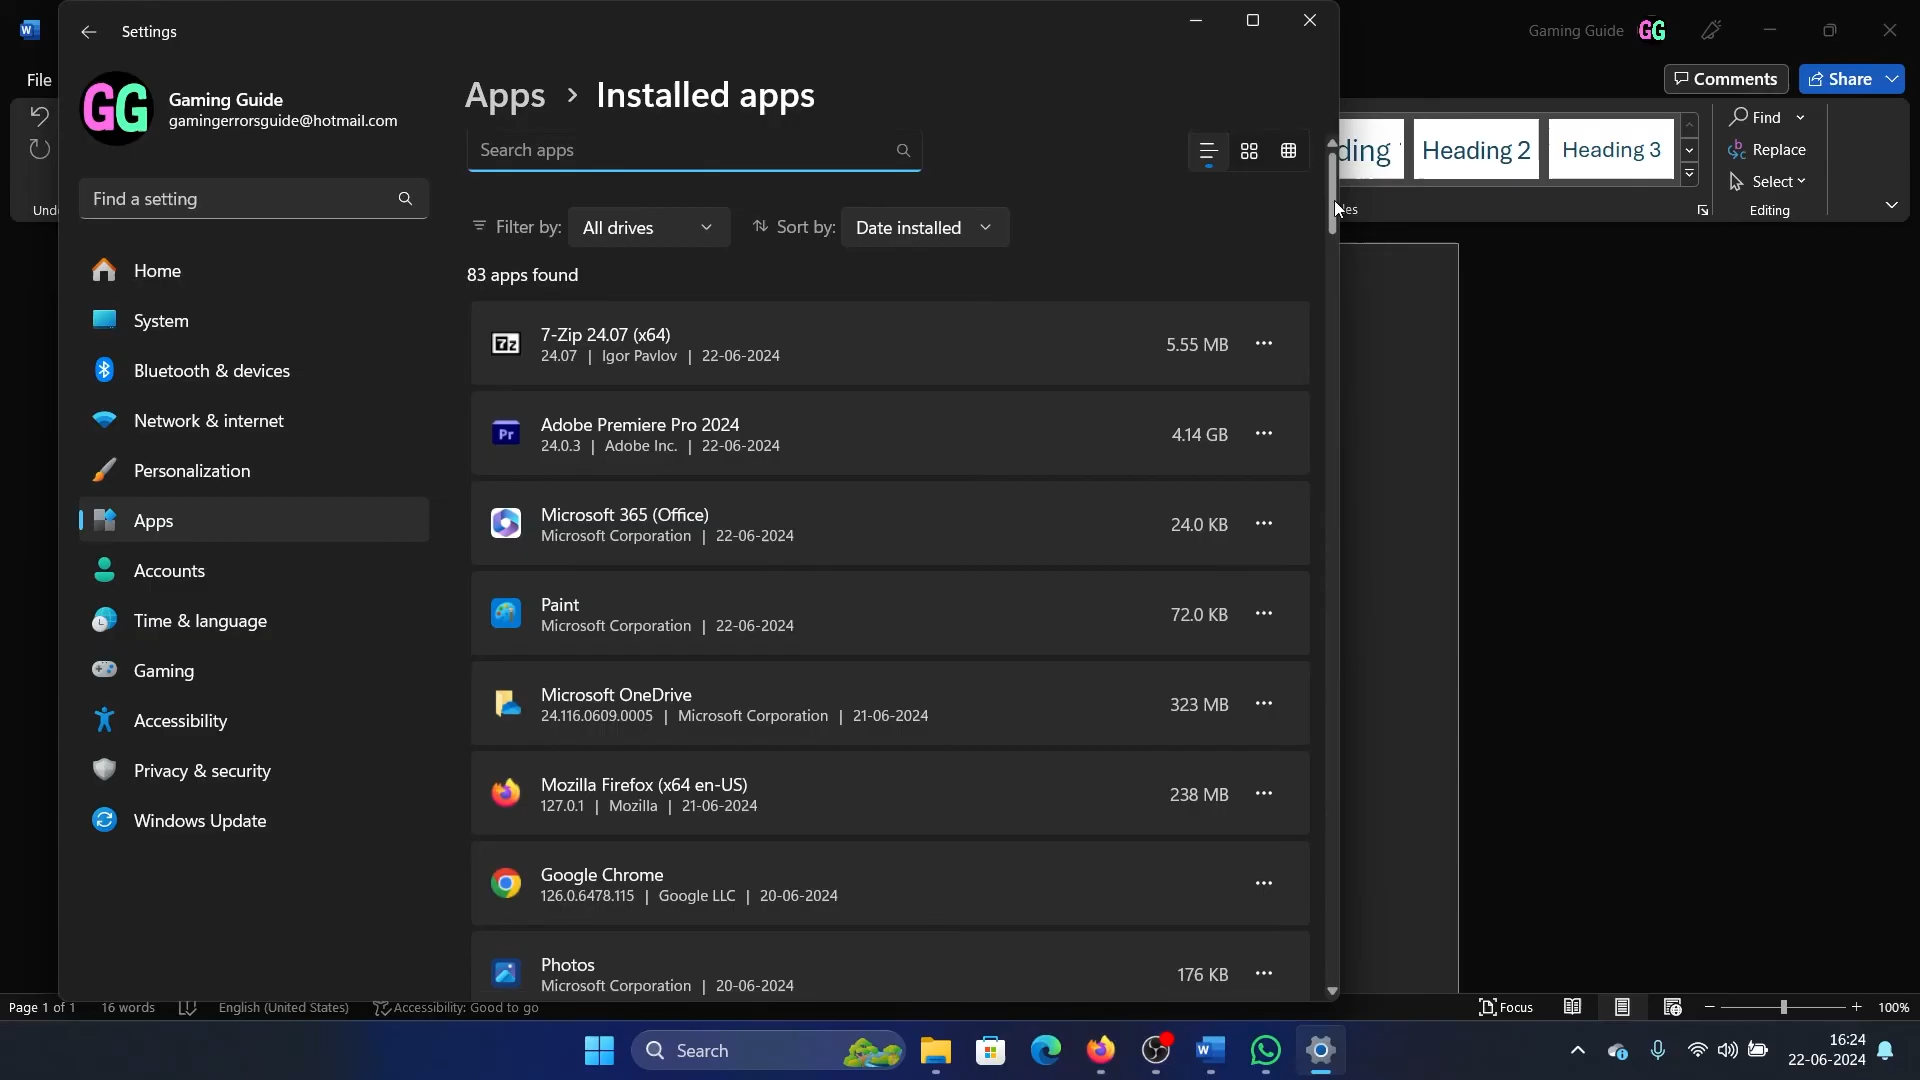 Settings
Gaming Guide
GG
File
GG
Gaming Guide
gamingerrorsguide@hotmail.com
Apps > Installed apps
Comments
Share
Search apps
ding
Heading 2
Heading 3
Find
Replace
Select
Find a setting
Undo
Editing
Filter by:
All drives
Sort by:
Date installed
83 apps found
Home
System
Bluetooth & devices
Network & internet
Personalization
Apps
Accounts
Time & language
Gaming
Accessibility
Privacy & security
Windows Update
7-Zip 24.07 (x64)
24.07 | Igor Pavlov | 22-06-2024
5.55 MB
Adobe Premiere Pro 2024
24.0.3 | Adobe Inc. | 22-06-2024
4.14 GB
Microsoft 365 (Office)
Microsoft Corporation | 22-06-2024
24.0 KB
Paint
Microsoft Corporation | 22-06-2024
72.0 KB
Microsoft OneDrive
24.116.0609.0005 | Microsoft Corporation | 21-06-2024
323 MB
Mozilla Firefox (x64 en-US)
127.0.1 | Mozilla | 21-06-2024
238 MB
Google Chrome
126.0.6478.115 | Google LLC | 20-06-2024
Photos
Microsoft Corporation | 20-06-2024
176 KB
Page 1 of 1
16 words
English (United States)
Accessibility: Good to go
Focus
100%
Search
16:24
22-06-2024